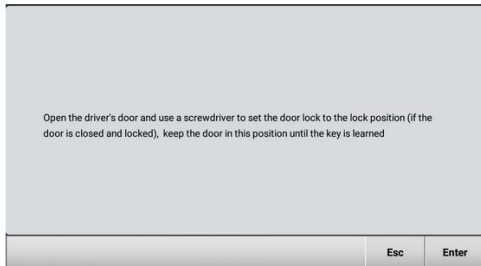 Open the driver's door and use a screwdriver to set the door lock to the lock position (if the
door is closed and locked), keep the door in this position until the key is learned
Esc
Enter